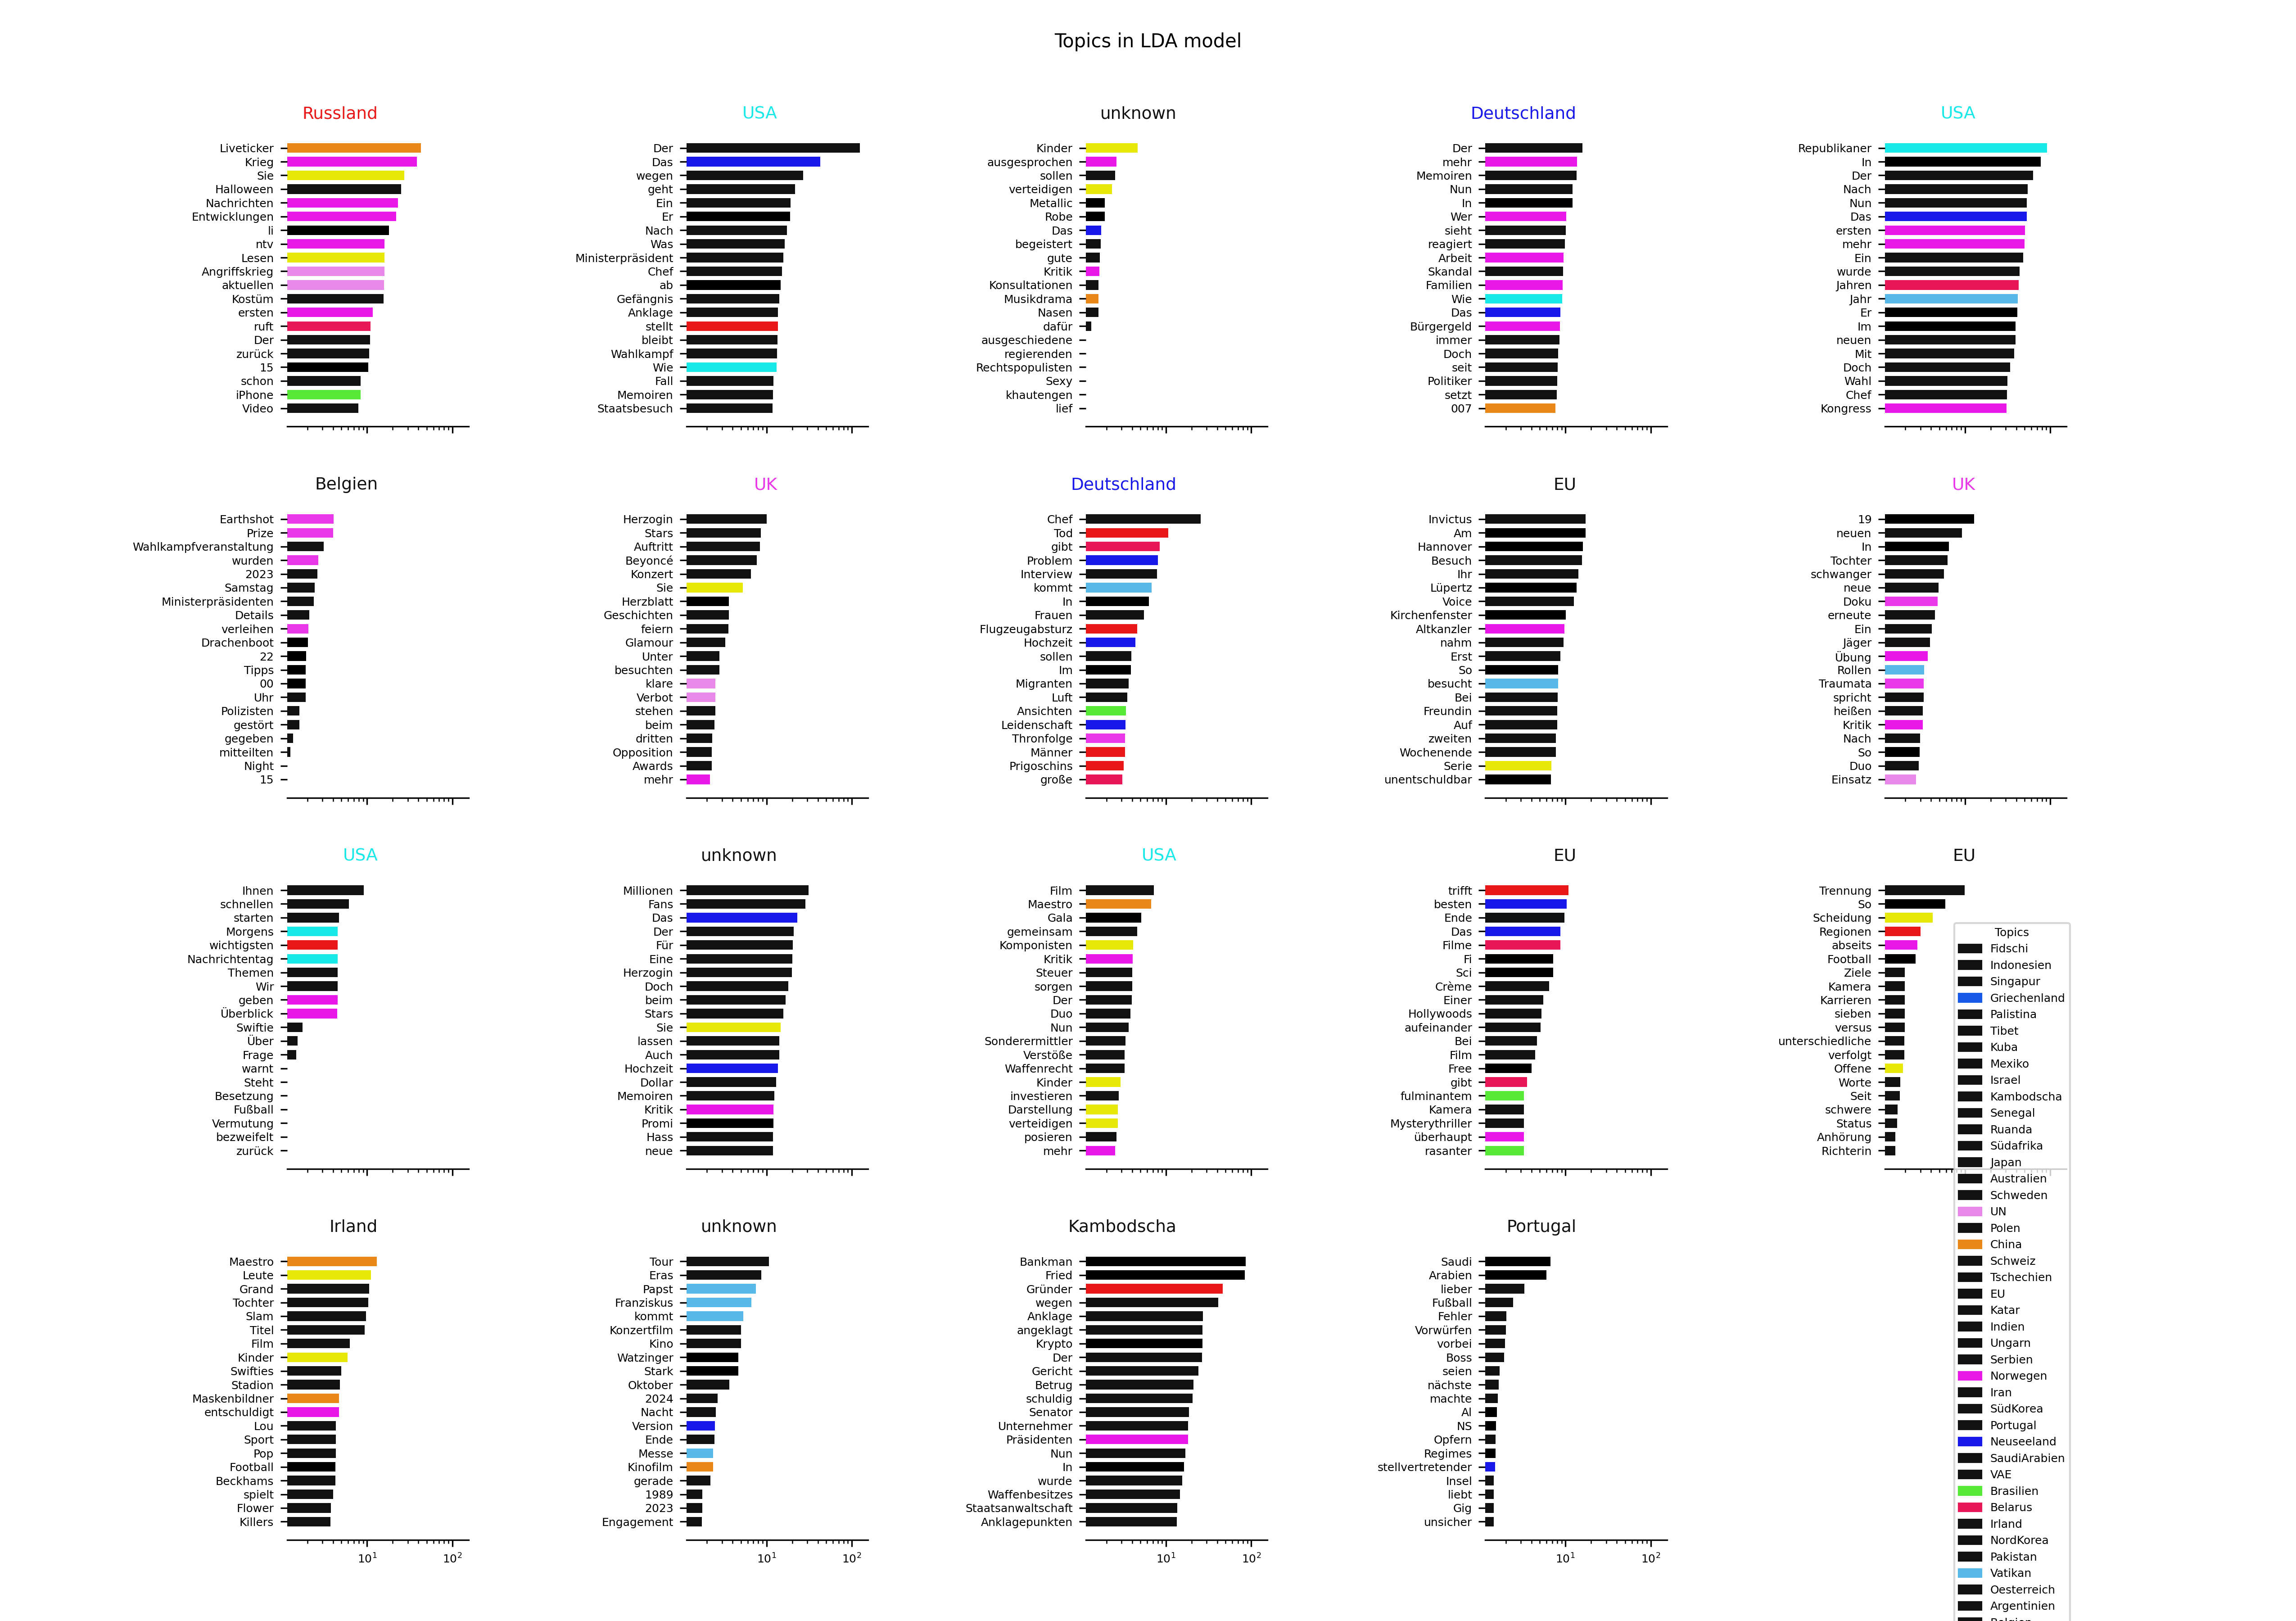 Topics in LDA model
Russland
Liveticker
Krieg
Sie
Halloween
Nachrichten
Entwicklungen
li
ntv
Lesen
Angriffskrieg
aktuellen
Kostüm
ersten
ruft
Der
zurück
15
schon
iPhone
Video
USA
Der
Das
wegen
geht
Ein
Er
Nach
Was
Ministerpräsident
Chef
ab
Gefängnis
Anklage
stellt
bleibt
Wahlkampf
Wie
Fall
Memoiren
Staatsbesuch
unknown
Kinder
ausgesprochen
sollen
verteidigen
Metallic
Robe
Das
begeistert
gute
Kritik
Konsultationen
Musikdrama
Nasen
dafür
ausgeschiedene
regierenden
Rechtspopulisten
Sexy
khautengen
lief
Deutschland
Der
mehr
Memoiren
Nun
In
Wer
sieht
reagiert
Arbeit
Skandal
Familien
Wie
Das
Bürgergeld
immer
Doch
seit
Politiker
setzt
007
USA
Republikaner
In
Der
Nach
Nun
Das
ersten
mehr
Ein
wurde
Jahren
Jahr
Er
Im
neuen
Mit
Doch
Wahl
Chef
Kongress
Belgien
Earthshot
Prize
Wahlkampfveranstaltung
wurden
2023
Samstag
Ministerpräsidenten
Details
verleihen
Drachenboot
22
Tipps
00
Uhr
Polizisten
gestört
gegeben
mitteilten
Night
15
UK
Herzogin
Stars
Auftritt
Beyoncé
Konzert
Sie
Herzblatt
Geschichten
feiern
Glamour
Unter
besuchten
klare
Verbot
stehen
beim
dritten
Opposition
Awards
mehr
Deutschland
Chef
Tod
gibt
Problem
Interview
kommt
In
Frauen
Flugzeugabsturz
Hochzeit
sollen
Im
Migranten
Luft
Ansichten
Leidenschaft
Thronfolge
Männer
Prigoschins
große
EU
Invictus
Am
Hannover
Besuch
Ihr
Lüpertz
Voice
Kirchenfenster
Altkanzler
nahm
Erst
So
besucht
Bei
Freundin
Auf
zweiten
Wochenende
Serie
unentschuldbar
UK
19
neuen
In
Tochter
schwanger
neue
Doku
erneute
Ein
Jäger
Übung
Rollen
Traumata
spricht
heißen
Kritik
Nach
So
Duo
Einsatz
USA
Ihnen
schnellen
starten
Morgens
wichtigsten
Nachrichtentag
Themen
Wir
geben
Überblick
Swiftie
Über
Frage
warnt
Steht
Besetzung
Fußball
Vermutung
bezweifelt
zurück
unknown
Millionen
Fans
Das
Der
Für
Eine
Herzogin
Doch
beim
Stars
Sie
lassen
Auch
Hochzeit
Dollar
Memoiren
Kritik
Promi
Hass
neue
USA
Film
Maestro
Gala
gemeinsam
Komponisten
Kritik
Steuer
sorgen
Der
Duo
Nun
Sonderermittler
Verstöße
Waffenrecht
Kinder
investieren
Darstellung
verteidigen
posieren
mehr
EU
trifft
besten
Ende
Das
Filme
Fi
Sci
Crème
Einer
Hollywoods
aufeinander
Bei
Film
Free
gibt
fulminantem
Kamera
Mysterythriller
überhaupt
rasanter
EU
Trennung
So
Scheidung
Regionen
abseits
Football
Ziele
Kamera
Karrieren
sieben
versus
unterschiedliche
verfolgt
Offene
Worte
Seit
schwere
Status
Anhörung
Richterin
Irland
Maestro
Leute
Grand
Tochter
Slam
Titel
Film
Kinder
Swifties
Stadion
Maskenbildner
entschuldigt
Lou
Sport
Pop
Football
Beckhams
spielt
Flower
Killers
10¹ 10²
unknown
Tour
Eras
Papst
Franziskus
kommt
Konzertfilm
Kino
Watzinger
Stark
Oktober
2024
Nacht
Version
Ende
Messe
Kinofilm
gerade
1989
2023
Engagement
10¹ 10²
Kambodscha
Bankman
Fried
Gründer
wegen
Anklage
angeklagt
Krypto
Der
Gericht
Betrug
schuldig
Senator
Unternehmer
Präsidenten
Nun
In
wurde
Waffenbesitzes
Staatsanwaltschaft
Anklagepunkten
10¹ 10²
Portugal
Saudi
Arabien
lieber
Fußball
Fehler
Vorwürfen
vorbei
Boss
seien
nächste
machte
Al
NS
Opfern
Regimes
stellvertretender
Insel
liebt
Gig
unsicher
10¹ 10²
Topics
Fidschi
Indonesien
Singapur
Griechenland
Palistina
Tibet
Kuba
Mexiko
Israel
Kambodscha
Senegal
Ruanda
Südafrika
Japan
Australien
Schweden
UN
Polen
China
Schweiz
Tschechien
EU
Katar
Indien
Ungarn
Serbien
Norwegen
Iran
SüdKorea
Portugal
Neuseeland
SaudiArabien
VAE
Brasilien
Belarus
Irland
NordKorea
Pakistan
Vatikan
Oesterreich
Argentinien